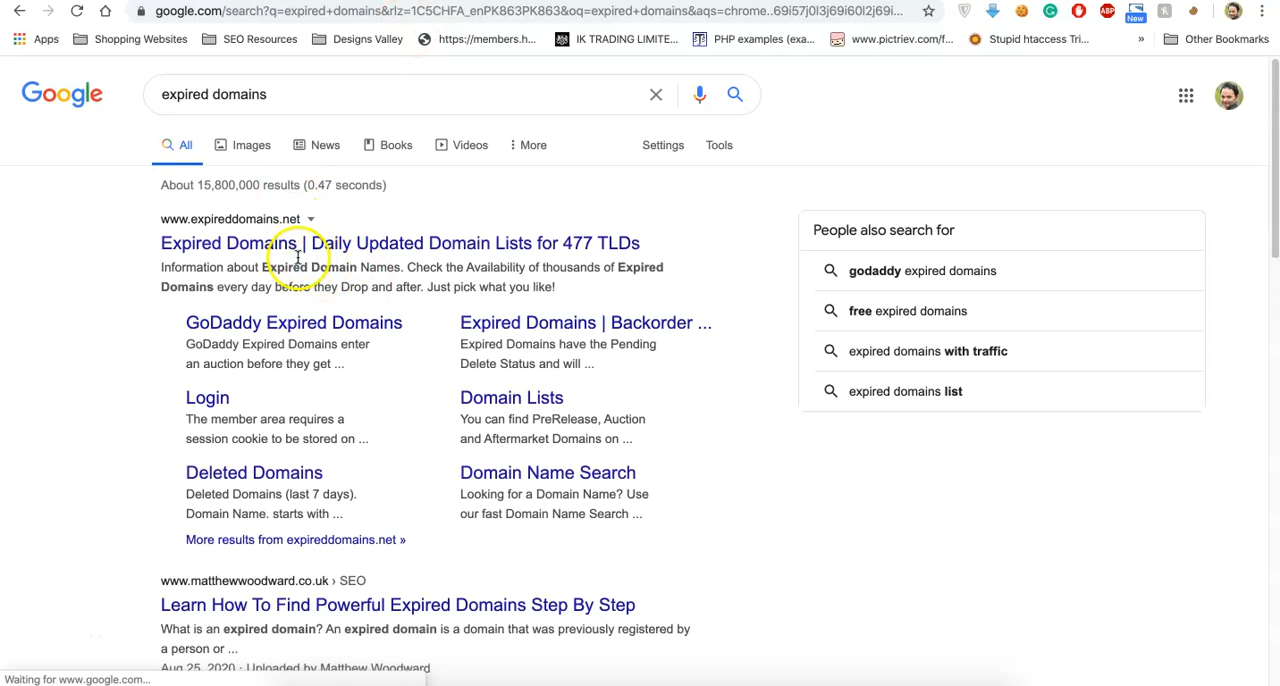 google.com/search?q=expired+domains&rlz=1C5CHFA_enPK863PK863&oq=expired+domains&aqs=chrome..69i57j0l3j69i60l2j69i...
New
Apps Shopping Websites SEO Resources Designs Valley https://members.h... IK TRADING LIMITE... PHP examples (exa... www.pictriev.com/f... Stupid htaccess Tri... » Other Bookmarks
Google
expired domains
All Images News Books Videos More Settings Tools
About 15,800,000 results (0.47 seconds)
www.expireddomains.net
Expired Domains | Daily Updated Domain Lists for 477 TLDs
Information about Expired Domain Names. Check the Availability of thousands of Expired
Domains every day before they Drop and after. Just pick what you like!
GoDaddy Expired Domains
GoDaddy Expired Domains enter
an auction before they get ...
Expired Domains | Backorder ...
Expired Domains have the Pending
Delete Status and will ...
Login
The member area requires a
session cookie to be stored on ...
Domain Lists
You can find PreRelease, Auction
and Aftermarket Domains on ...
Deleted Domains
Deleted Domains (last 7 days).
Domain Name. starts with ...
Domain Name Search
Looking for a Domain Name? Use
our fast Domain Name Search ...
More results from expireddomains.net »
www.matthewwoodward.co.uk › SEO
Learn How To Find Powerful Expired Domains Step By Step
What is an expired domain? An expired domain is a domain that was previously registered by
a person or ...
Aug 25, 2020 · Uploaded by Matthew Woodward
People also search for
godaddy expired domains
free expired domains
expired domains with traffic
expired domains list
Waiting for www.google.com...
ABP